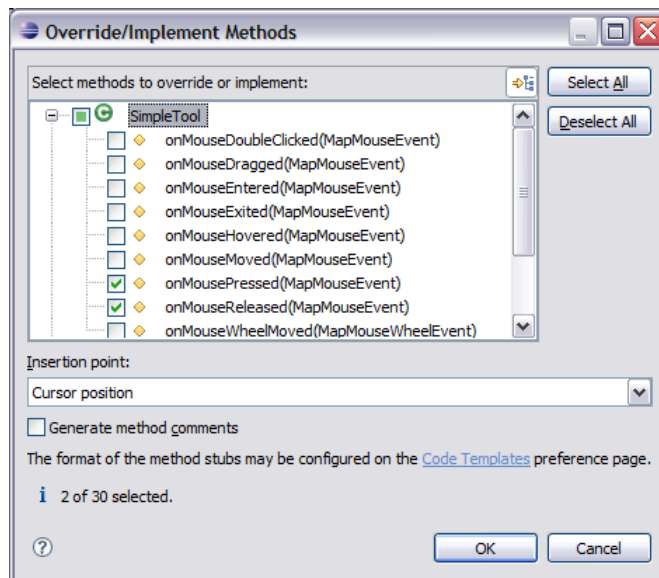 Override/Implement Methods
Select methods to override or implement:
Select All
Deselect All
SimpleTool
onMouseDoubleClicked(MapMouseEvent)
onMouseDragged(MapMouseEvent)
onMouseEntered(MapMouseEvent)
onMouseExited(MapMouseEvent)
onMouseHovered(MapMouseEvent)
onMouseMoved(MapMouseEvent)
onMousePressed(MapMouseEvent)
onMouseReleased(MapMouseEvent)
onMouseWheelMoved(MapMouseWheelEvent)
Insertion point:
Cursor position
Generate method comments
The format of the method stubs may be configured on the Code Templates preference page.
2 of 30 selected.
OK
Cancel